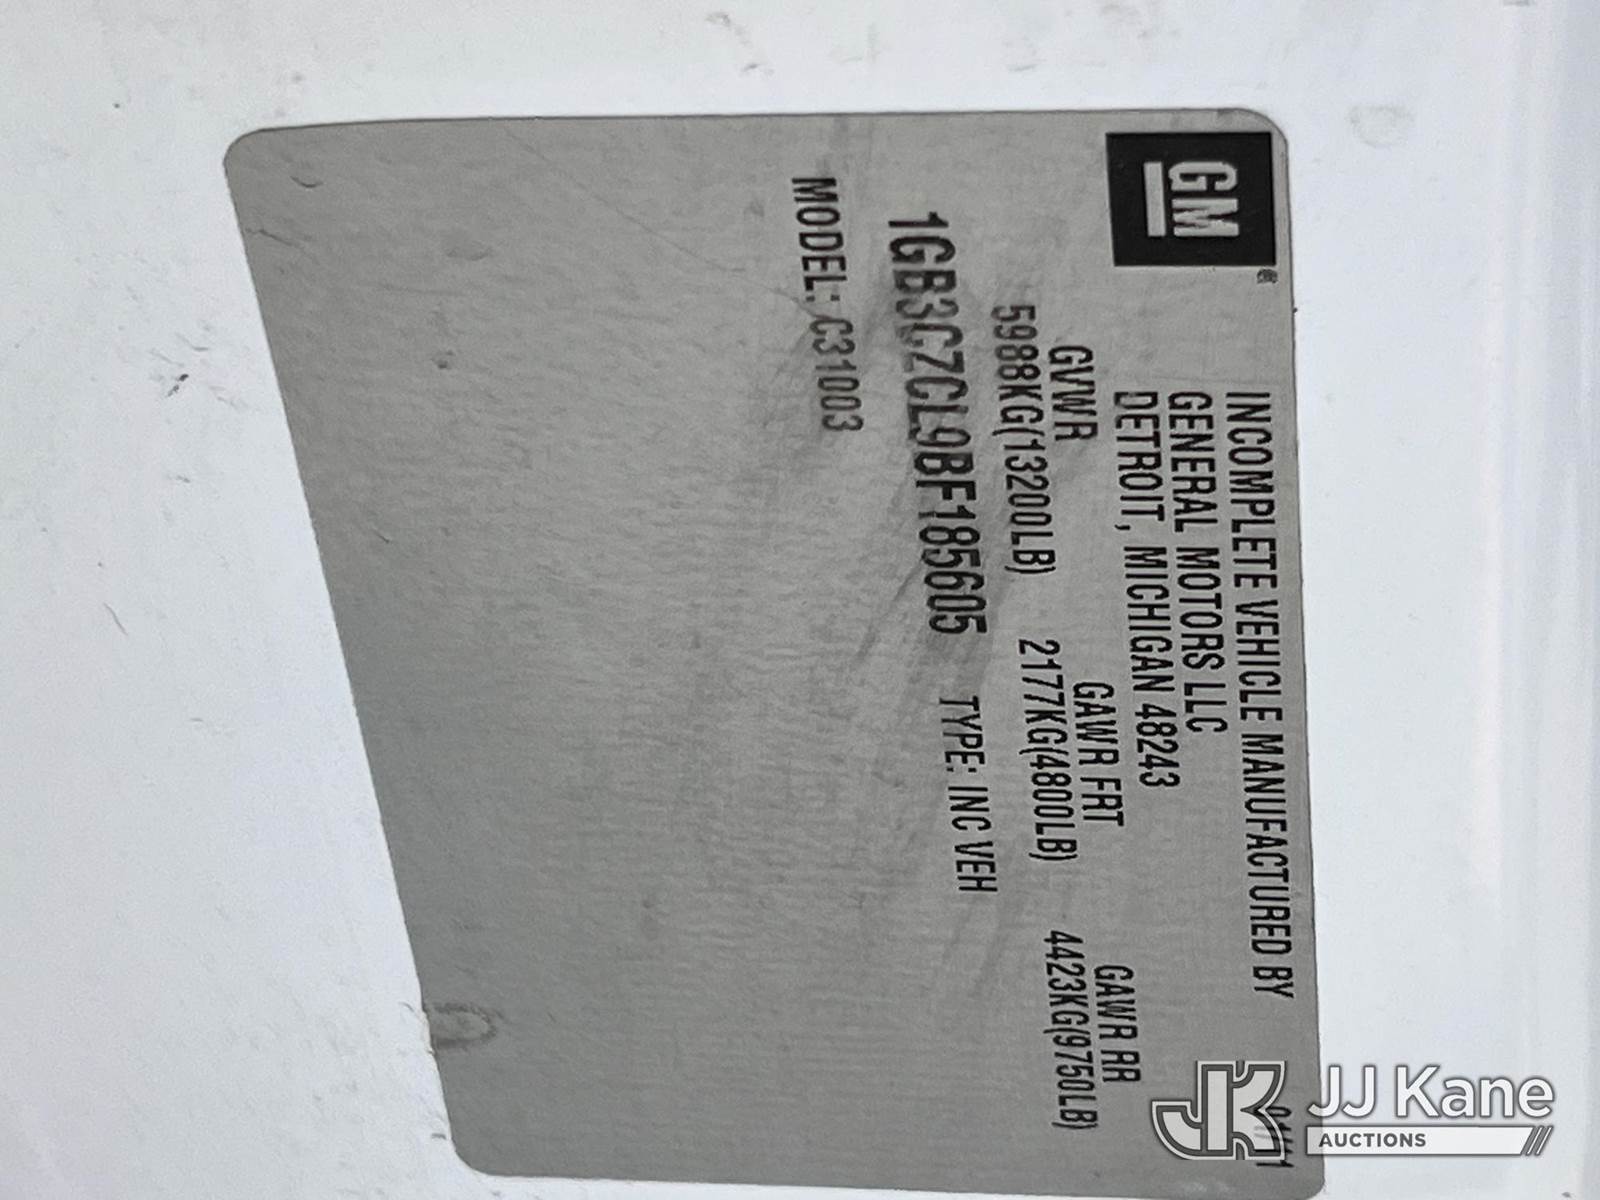 GM
®
INCOMPLETE VEHICLE MANUFACTURED BY
GENERAL MOTORS LLC
DETROIT, MICHIGAN 48243
GVWR GAWR FRT GAWR RR
5988KG(13200LB) 2177KG(4800LB) 4423KG(9750LB)
1GB3CZCL9BF185605 TYPE: INC VEH
MODEL: C31003
JK JJ Kane
AUCTIONS